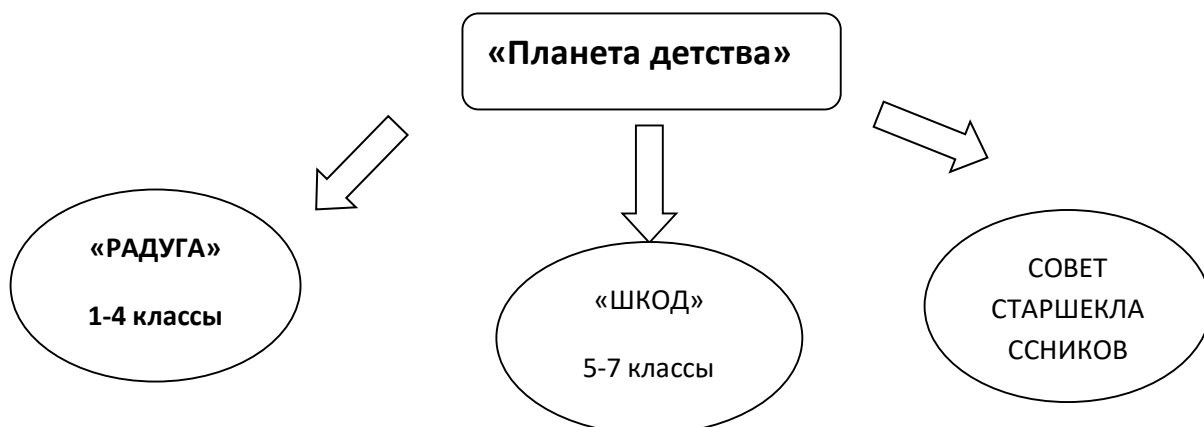 «Планета детства»
«РАДУГА»
1-4 классы
«ШКОД»
5-7 классы
СОВЕТ
СТАРШЕКЛА
ССНИКОВ